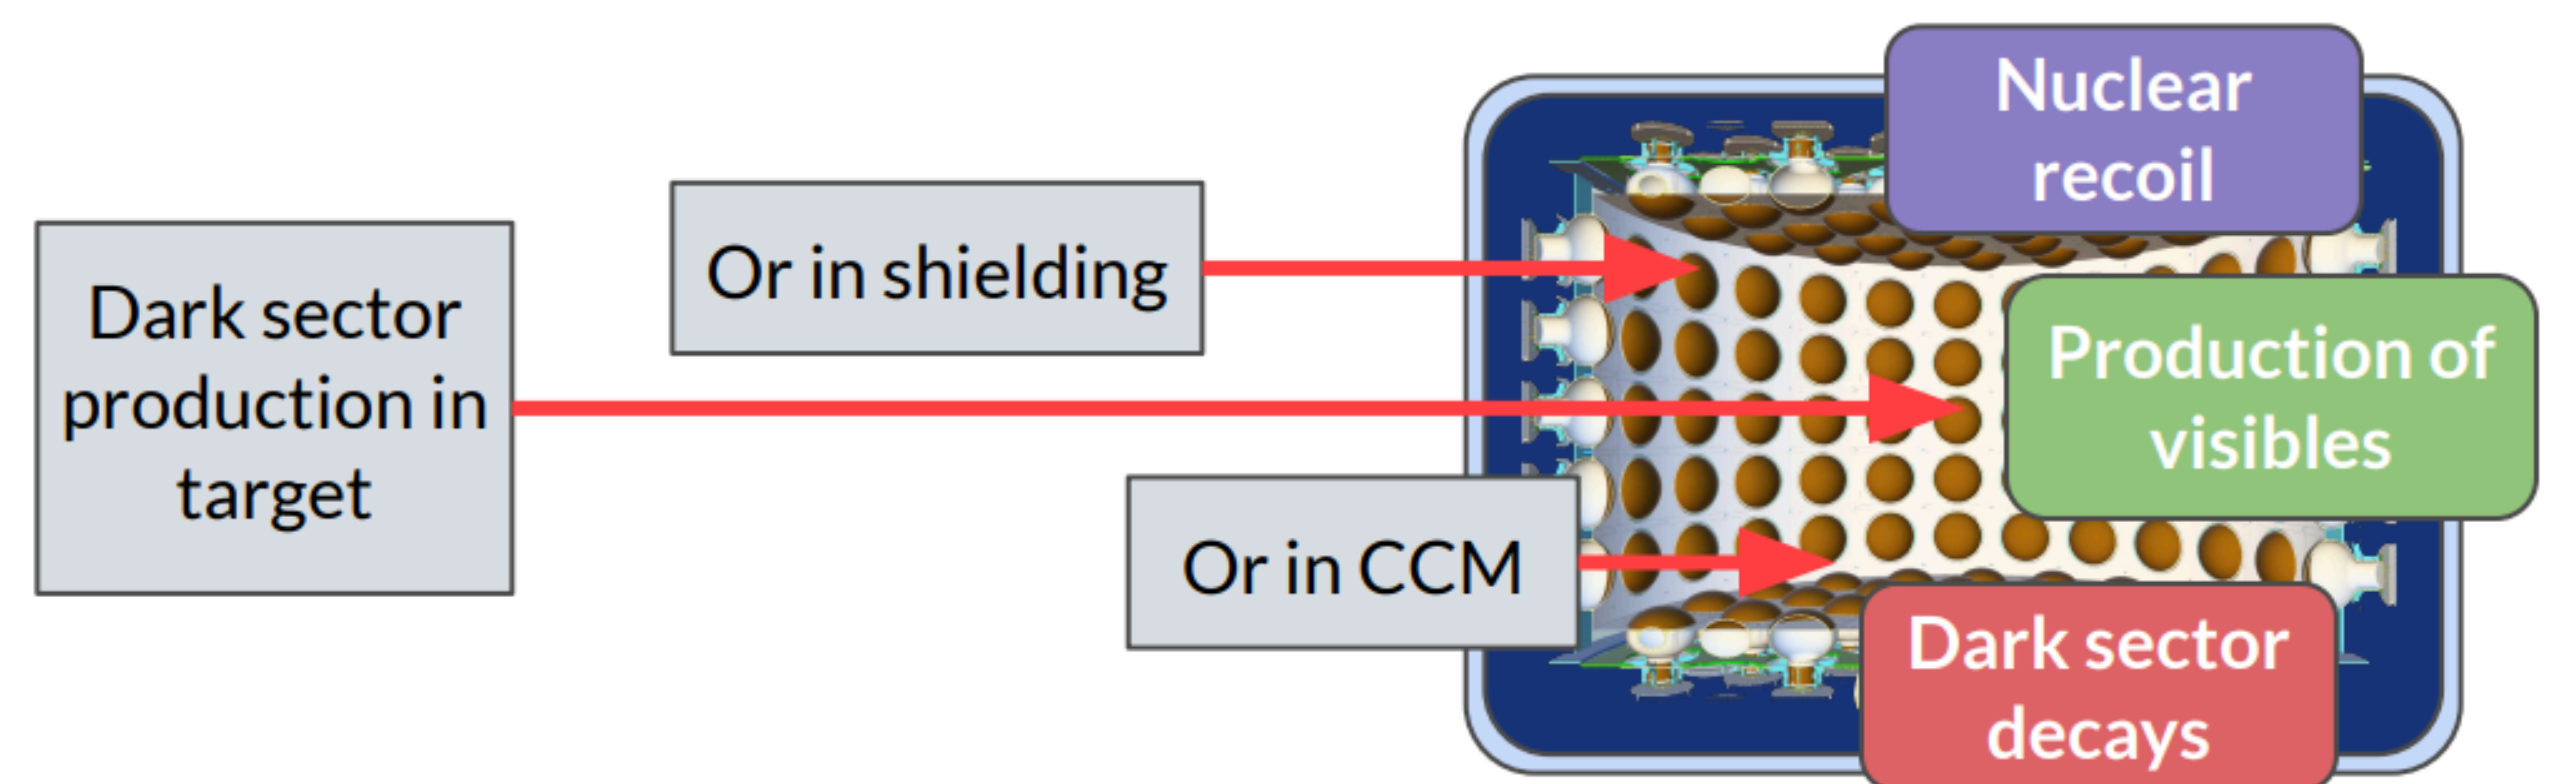 Dark sector
production in
target
Or in shielding
Or in CCM
Nuclear
recoil
Production of
visibles
Dark sector
decays